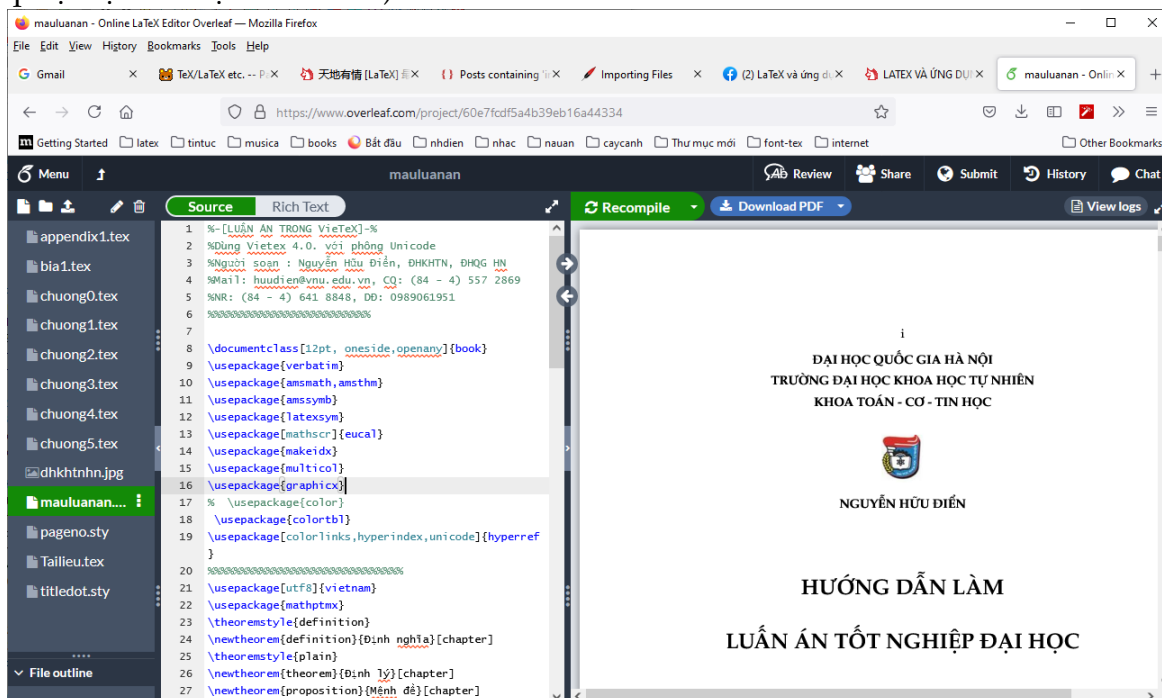 mauluanan - Online LaTeX Editor Overleaf — Mozilla Firefox
File Edit View History Bookmarks Tools Help
Gmail TeX/LaTeX etc. -- 天地有情 [LaTeX] Posts containing Importing Files (2) LaTeX và ứng dụ LATEX VÀ ỨNG DỤN mauluanan - Onlin
https://www.overleaf.com/project/60e7fcdf5a4b39eb16a44334
Getting Started latex tintuc musica books Bắt đầu nhdien nhac nauan caycanh Thư mục mới font-tex internet Other Bookmarks
Menu mauluanan Review Share Submit History Chat
Source Rich Text Recompile Download PDF View logs
appendix1.tex
bia1.tex
chuong0.tex
chuong1.tex
chuong2.tex
chuong3.tex
chuong4.tex
chuong5.tex
dhkhtnhn.jpg
mauluanan....
pageno.sty
Tailieu.tex
titledot.sty
File outline
1 %-[LUẬN ÁN TRONG VieTeX]-%
2 %Dùng Vietex 4.0. với phông Unicode
3 %Người soạn : Nguyễn Hữu Điển, ĐHKHTN, ĐHQG HN
4 %Mail: huudien@vnu.edu.vn, CQ: (84 - 4) 557 2869
5 %NR: (84 - 4) 641 8848, DĐ: 0989061951
6 %%%%%%%%%%%%%%%%%%%%%%%%%%
7
8 \documentclass[12pt, oneside,openany]{book}
9 \usepackage{verbatim}
10 \usepackage{amsmath,amsthm}
11 \usepackage{amssymb}
12 \usepackage{latexsym}
13 \usepackage[mathscr]{eucal}
14 \usepackage{makeidx}
15 \usepackage{multicol}
16 \usepackage{graphicx}
17 % \usepackage{color}
18 \usepackage{colortbl}
19 \usepackage[colorlinks,hyperindex,unicode]{hyperref
}
20 %%%%%%%%%%%%%%%%%%%%%%%%%%%%%%%
21 \usepackage[utf8]{vietnam}
22 \usepackage{mathptmx}
23 \theoremstyle{definition}
24 \newtheorem{definition}{Định nghĩa}[chapter]
25 \theoremstyle{plain}
26 \newtheorem{theorem}{Định lý}[chapter]
27 \newtheorem{proposition}{Mệnh đề}[chapter]
i
ĐẠI HỌC QUỐC GIA HÀ NỘI
TRƯỜNG ĐẠI HỌC KHOA HỌC TỰ NHIÊN
KHOA TOÁN - CƠ - TIN HỌC
NGUYỄN HỮU ĐIỂN
HƯỚNG DẪN LÀM
LUẤN ÁN TỐT NGHIỆP ĐẠI HỌC